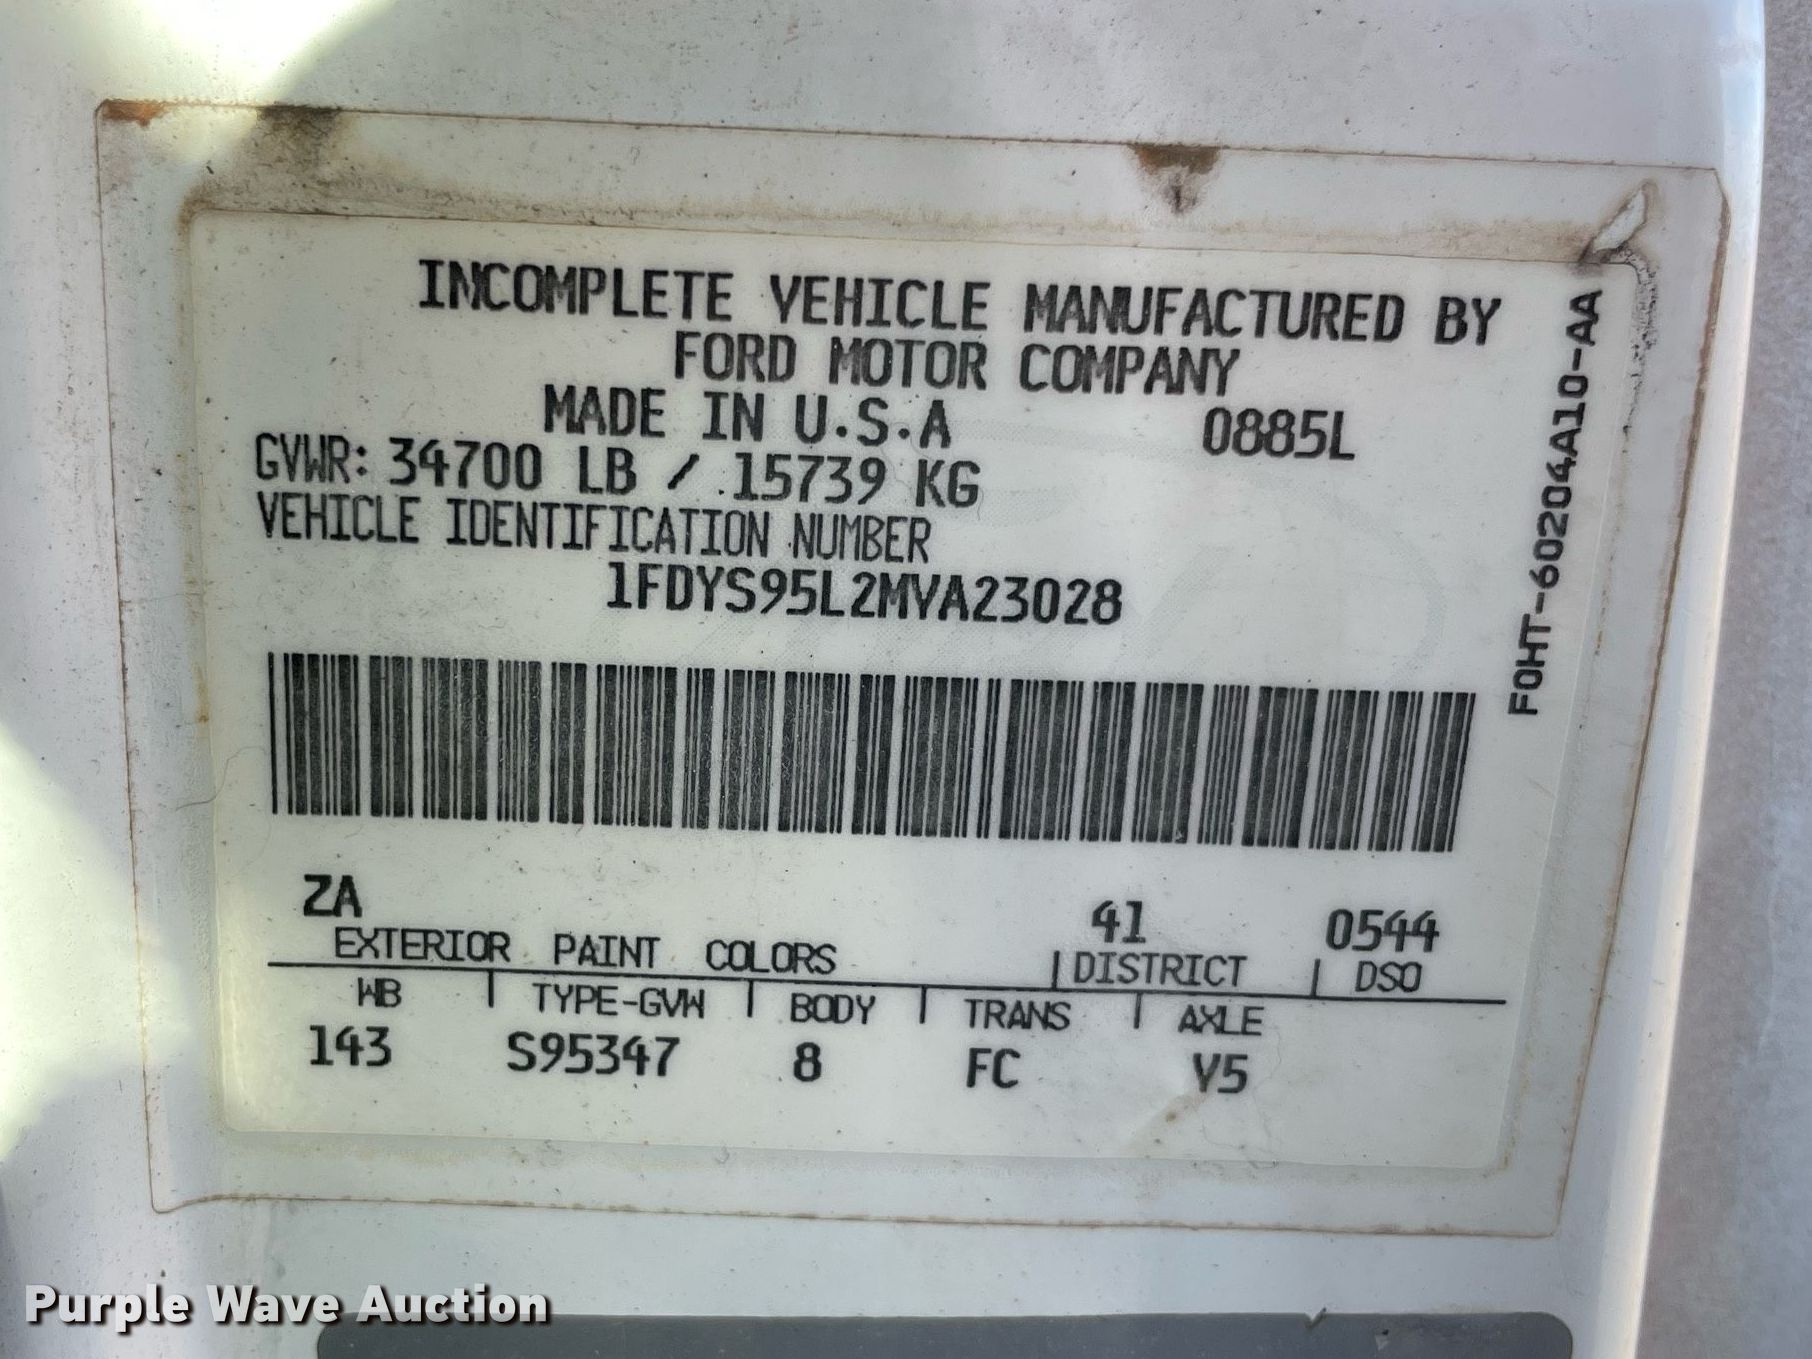 INCOMPLETE VEHICLE MANUFACTURED BY
FORD MOTOR COMPANY
MADE IN U.S.A 0885L
GVWR: 34700 LB / 15739 KG
VEHICLE IDENTIFICATION NUMBER
1FDYS95L2MVA23028
F0HT-60204A10-AA
ZA 41 0544
EXTERIOR PAINT COLORS DISTRICT DSO
WB TYPE-GVW BODY TRANS AXLE
143 S95347 8 FC V5
Purple Wave Auction